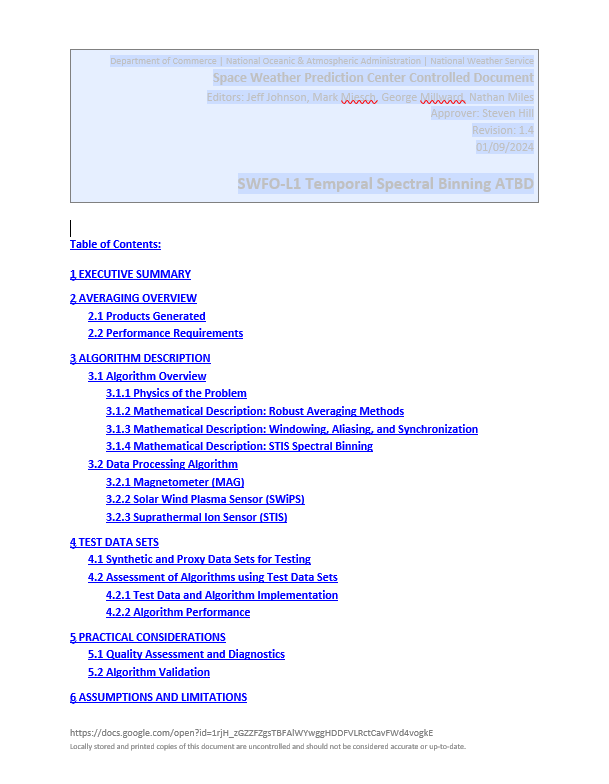 Department of Commerce | National Oceanic & Atmospheric Administration | National Weather Service
Space Weather Prediction Center Controlled Document
Editors: Jeff Johnson, Mark Miesch, George Millward, Nathan Miles
Approver: Steven Hill
Revision: 1.4
01/09/2024
SWFO-L1 Temporal Spectral Binning ATBD
Table of Contents:
1 EXECUTIVE SUMMARY
2 AVERAGING OVERVIEW
2.1 Products Generated
2.2 Performance Requirements
3 ALGORITHM DESCRIPTION
3.1 Algorithm Overview
3.1.1 Physics of the Problem
3.1.2 Mathematical Description: Robust Averaging Methods
3.1.3 Mathematical Description: Windowing, Aliasing, and Synchronization
3.1.4 Mathematical Description: STIS Spectral Binning
3.2 Data Processing Algorithm
3.2.1 Magnetometer (MAG)
3.2.2 Solar Wind Plasma Sensor (SWiPS)
3.2.3 Suprathermal Ion Sensor (STIS)
4 TEST DATA SETS
4.1 Synthetic and Proxy Data Sets for Testing
4.2 Assessment of Algorithms using Test Data Sets
4.2.1 Test Data and Algorithm Implementation
4.2.2 Algorithm Performance
5 PRACTICAL CONSIDERATIONS
5.1 Quality Assessment and Diagnostics
5.2 Algorithm Validation
6 ASSUMPTIONS AND LIMITATIONS
https://docs.google.com/open?id=1rjH_zGZZFZgsTBFAlWYwggHDDFVLRctCavFWd4vogkE
Locally stored and printed copies of this document are uncontrolled and should not be considered accurate or up-to-date.